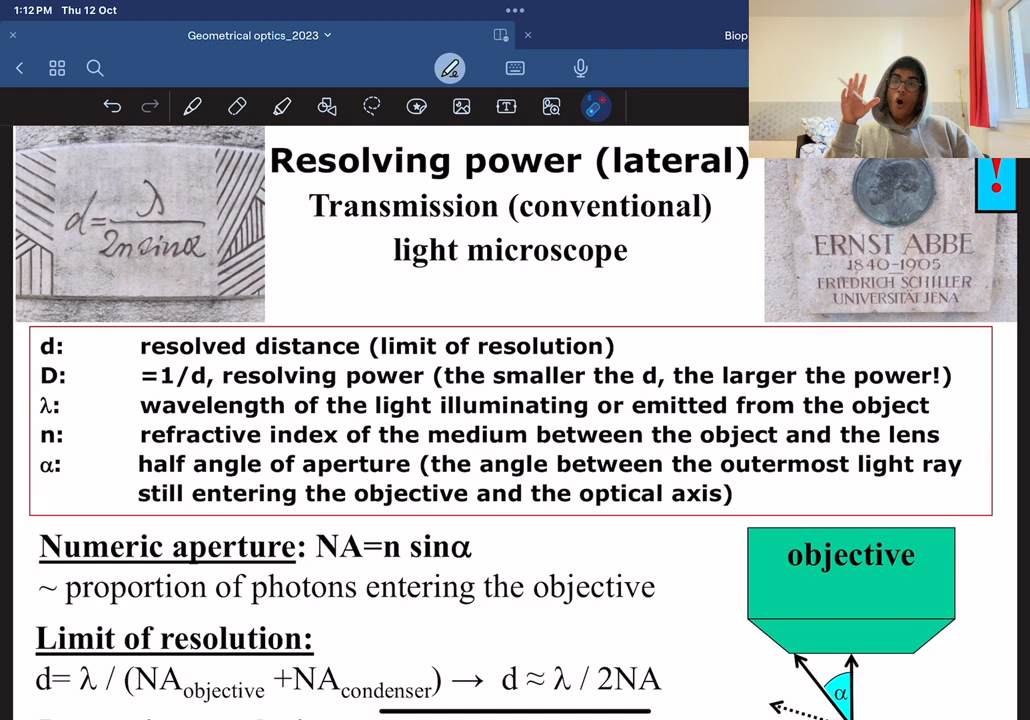 1:12 PM Thu 12 Oct
Geometrical optics_2023
Biop
T
Resolving power (lateral)
Transmission (conventional)
light microscope
d = λ / 2n sin α
!
ERNST ABBE
1840-1905
FRIEDRICH SCHILLER
UNIVERSITÄT JENA
d: resolved distance (limit of resolution)
D: =1/d, resolving power (the smaller the d, the larger the power!)
λ: wavelength of the light illuminating or emitted from the object
n: refractive index of the medium between the object and the lens
α: half angle of aperture (the angle between the outermost light ray
still entering the objective and the optical axis)
Numeric aperture: NA=n sinα
~ proportion of photons entering the objective
Limit of resolution:
d= λ / (NAobjective +NAcondenser) → d ≈ λ / 2NA
objective
α